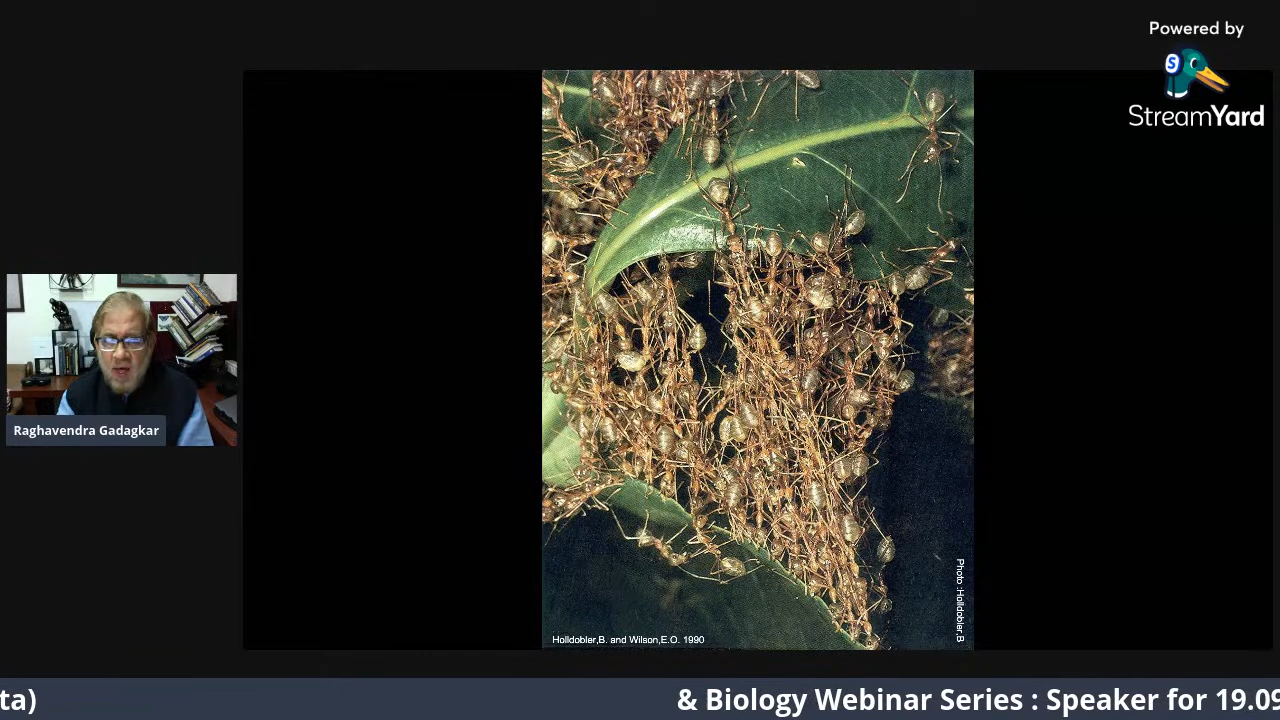 Powered by
S
StreamYard
Raghavendra Gadagkar
Photo :Holldobler,B
Holldobler,B. and Wilson,E.O. 1990
ta) & Biology Webinar Series : Speaker for 19.09